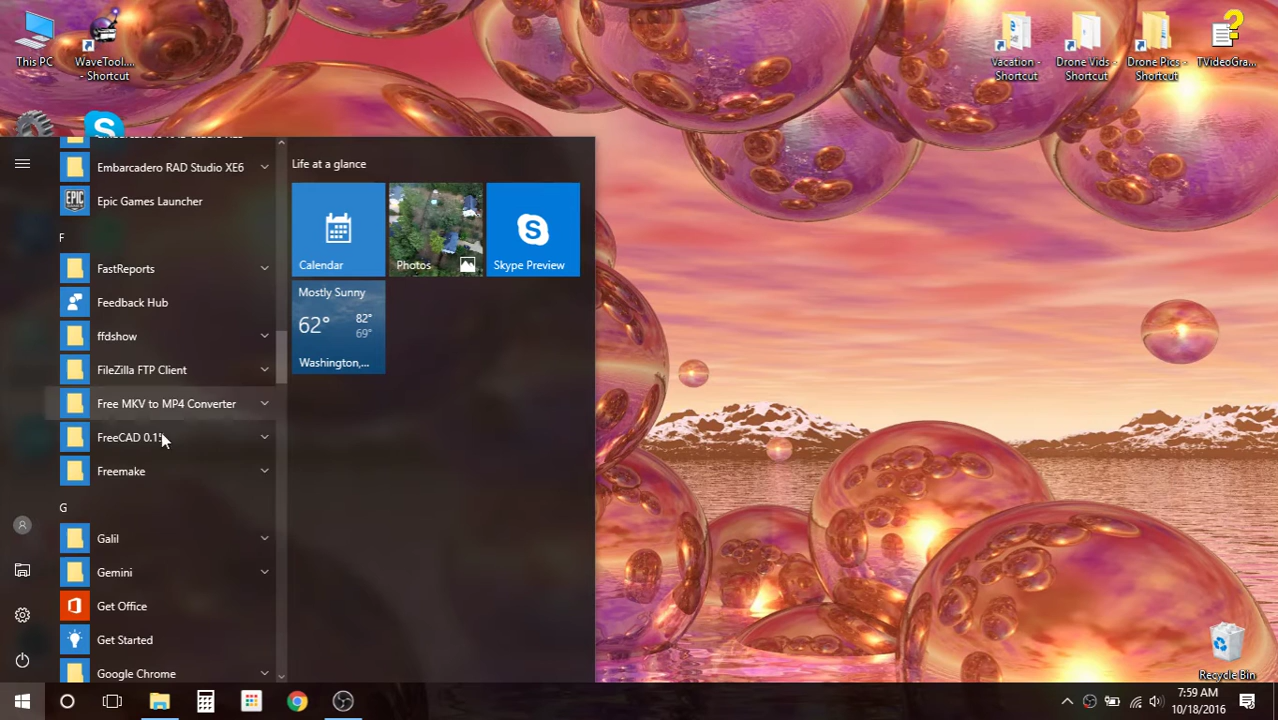 This PC
WaveTool....
- Shortcut
Vacation -
Shortcut
Drone Vids -
Shortcut
Drone Pics -
Shortcut
TVideoGra...
Embarcadero RAD Studio XE6
Epic Games Launcher
F
FastReports
Feedback Hub
ffdshow
FileZilla FTP Client
Free MKV to MP4 Converter
FreeCAD 0.15
Freemake
G
Galil
Gemini
Get Office
Get Started
Google Chrome
Life at a glance
Calendar
Photos
Skype Preview
Mostly Sunny
62°
82°
69°
Washington,...
Recycle Bin
7:59 AM
10/18/2016